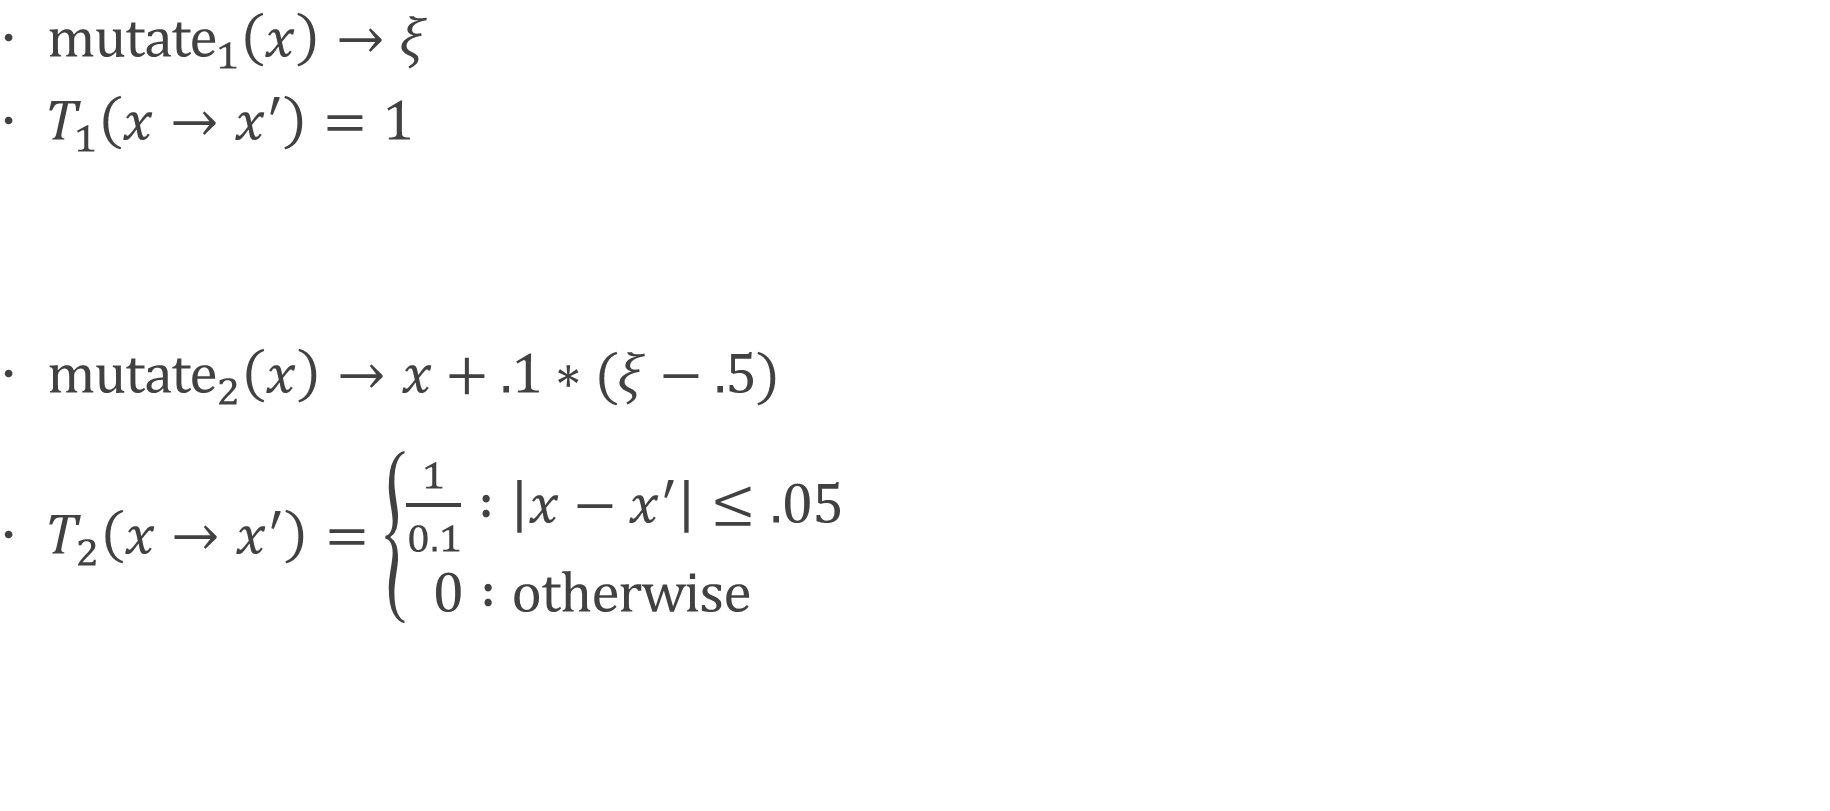 · mutate₁(x) → ξ
· T₁(x → x′) = 1
· mutate₂(x) → x + .1 ∗ (ξ − .5)
· T₂(x → x′) = { 1/0.1 : |x − x′| ≤ .05
0 : otherwise